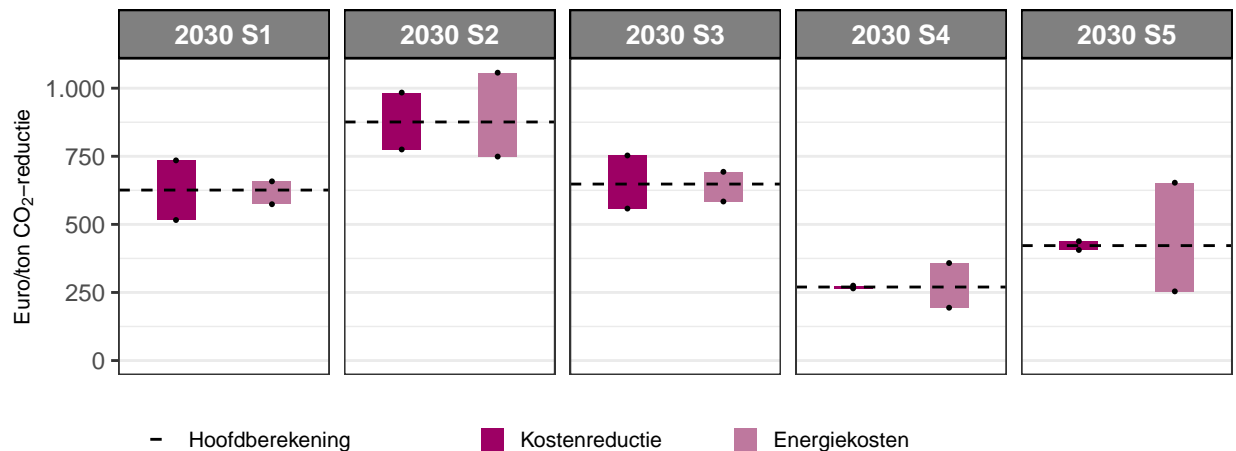 2030 S1
2030 S2
2030 S3
2030 S4
2030 S5
Euro/ton CO₂−reductie
1.000
750
500
250
0
Hoofdberekening
Kostenreductie
Energiekosten